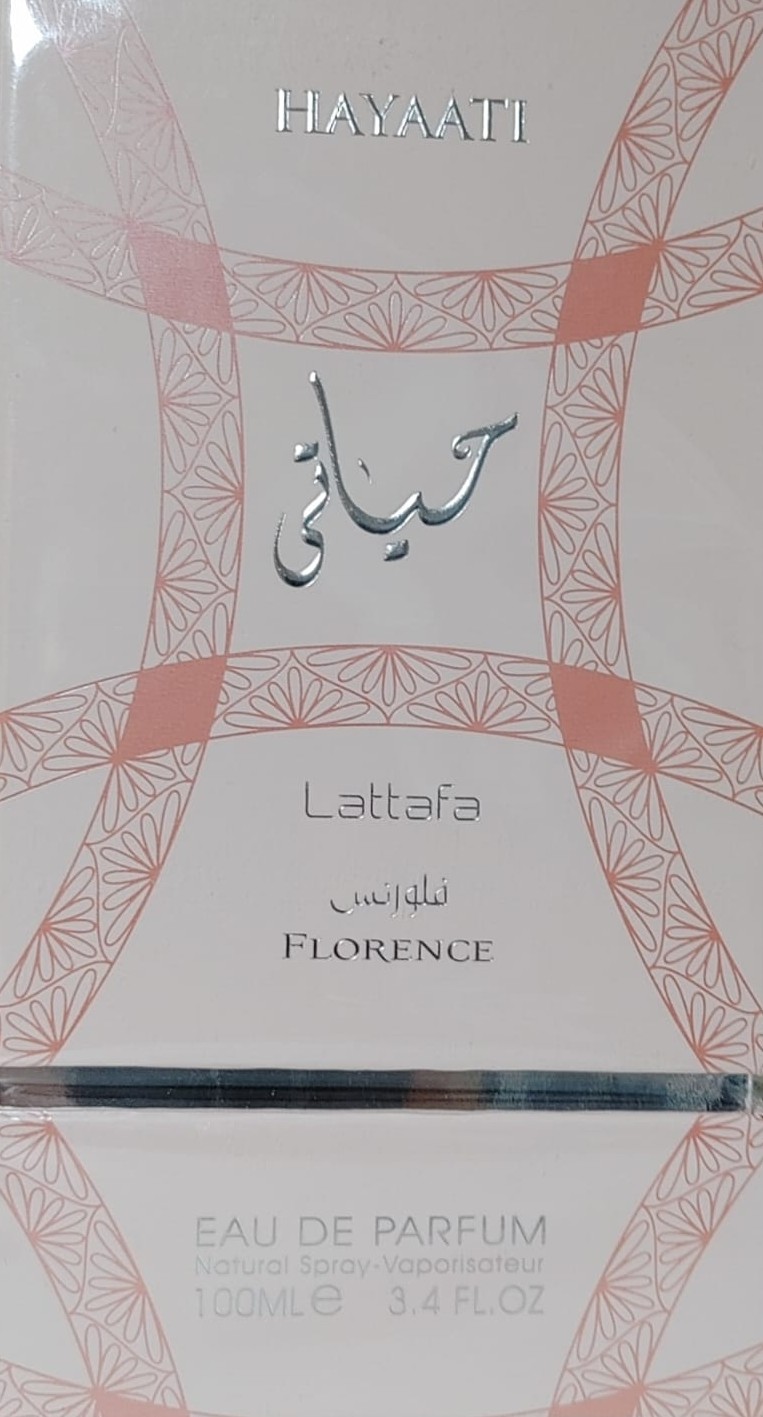 HAYAATI
حياتي
Lattafa
فلورنس
FLORENCE
EAU DE PARFUM
Natural Spray-Vaporisateur
100ML e 3.4 FL.OZ